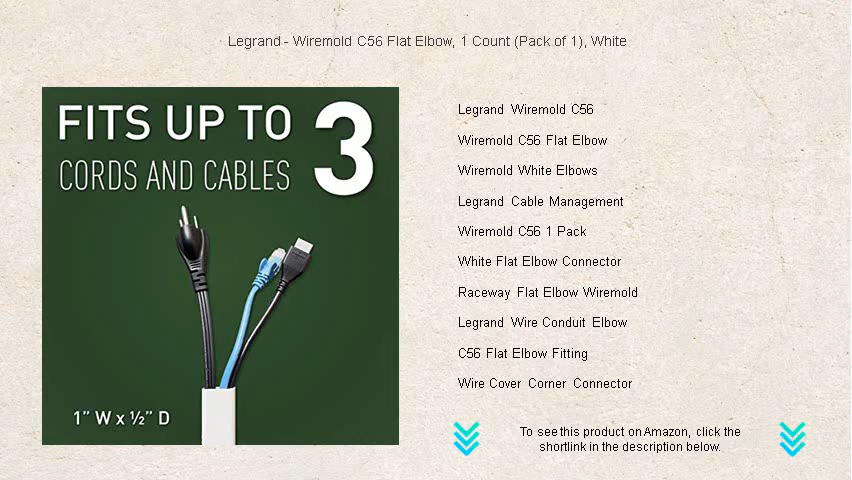 Legrand - Wiremold C56 Flat Elbow, 1 Count (Pack of 1), White
FITS UP TO 3
CORDS AND CABLES
1” W x ½” D
Legrand Wiremold C56
Wiremold C56 Flat Elbow
Wiremold White Elbows
Legrand Cable Management
Wiremold C56 1 Pack
White Flat Elbow Connector
Raceway Flat Elbow Wiremold
Legrand Wire Conduit Elbow
C56 Flat Elbow Fitting
Wire Cover Corner Connector
To see this product on Amazon, click the
shortlink in the description below.